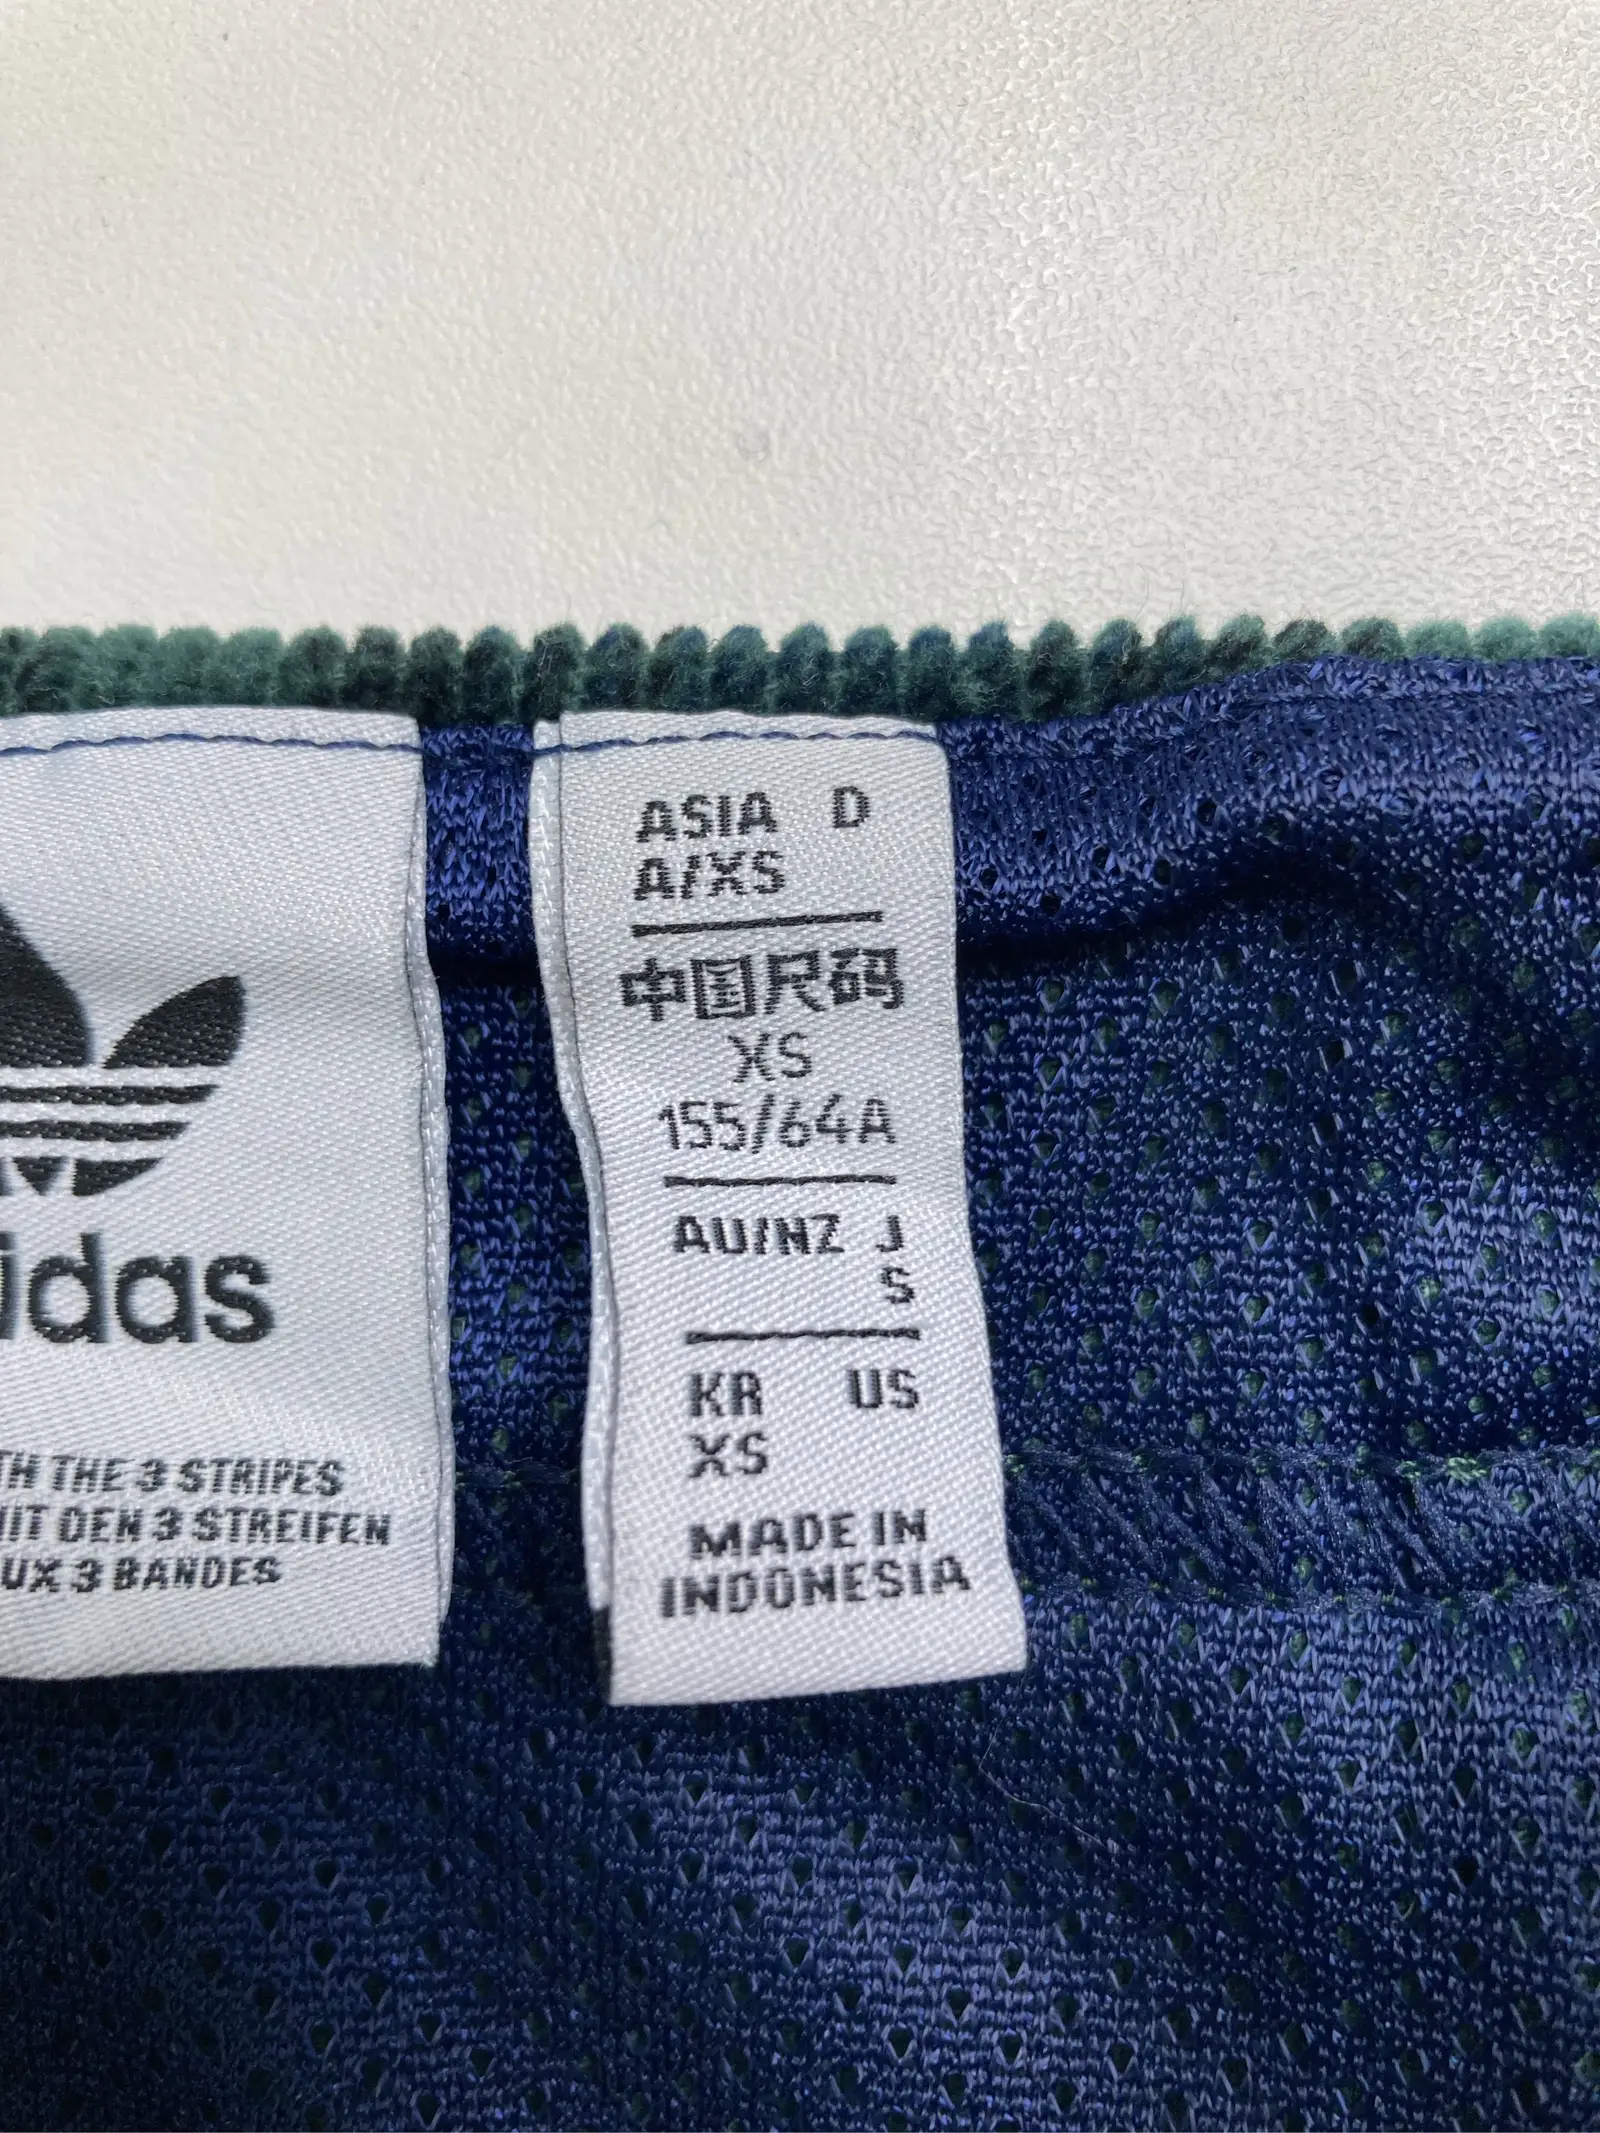 idas
TH THE 3 STRIPES
MIT DEN 3 STREIFEN
UX 3 BANDES
ASIA D
A/XS
中国尺码
XS
155/64A
AU/NZ J
S
KR US
XS
MADE IN
INDONESIA